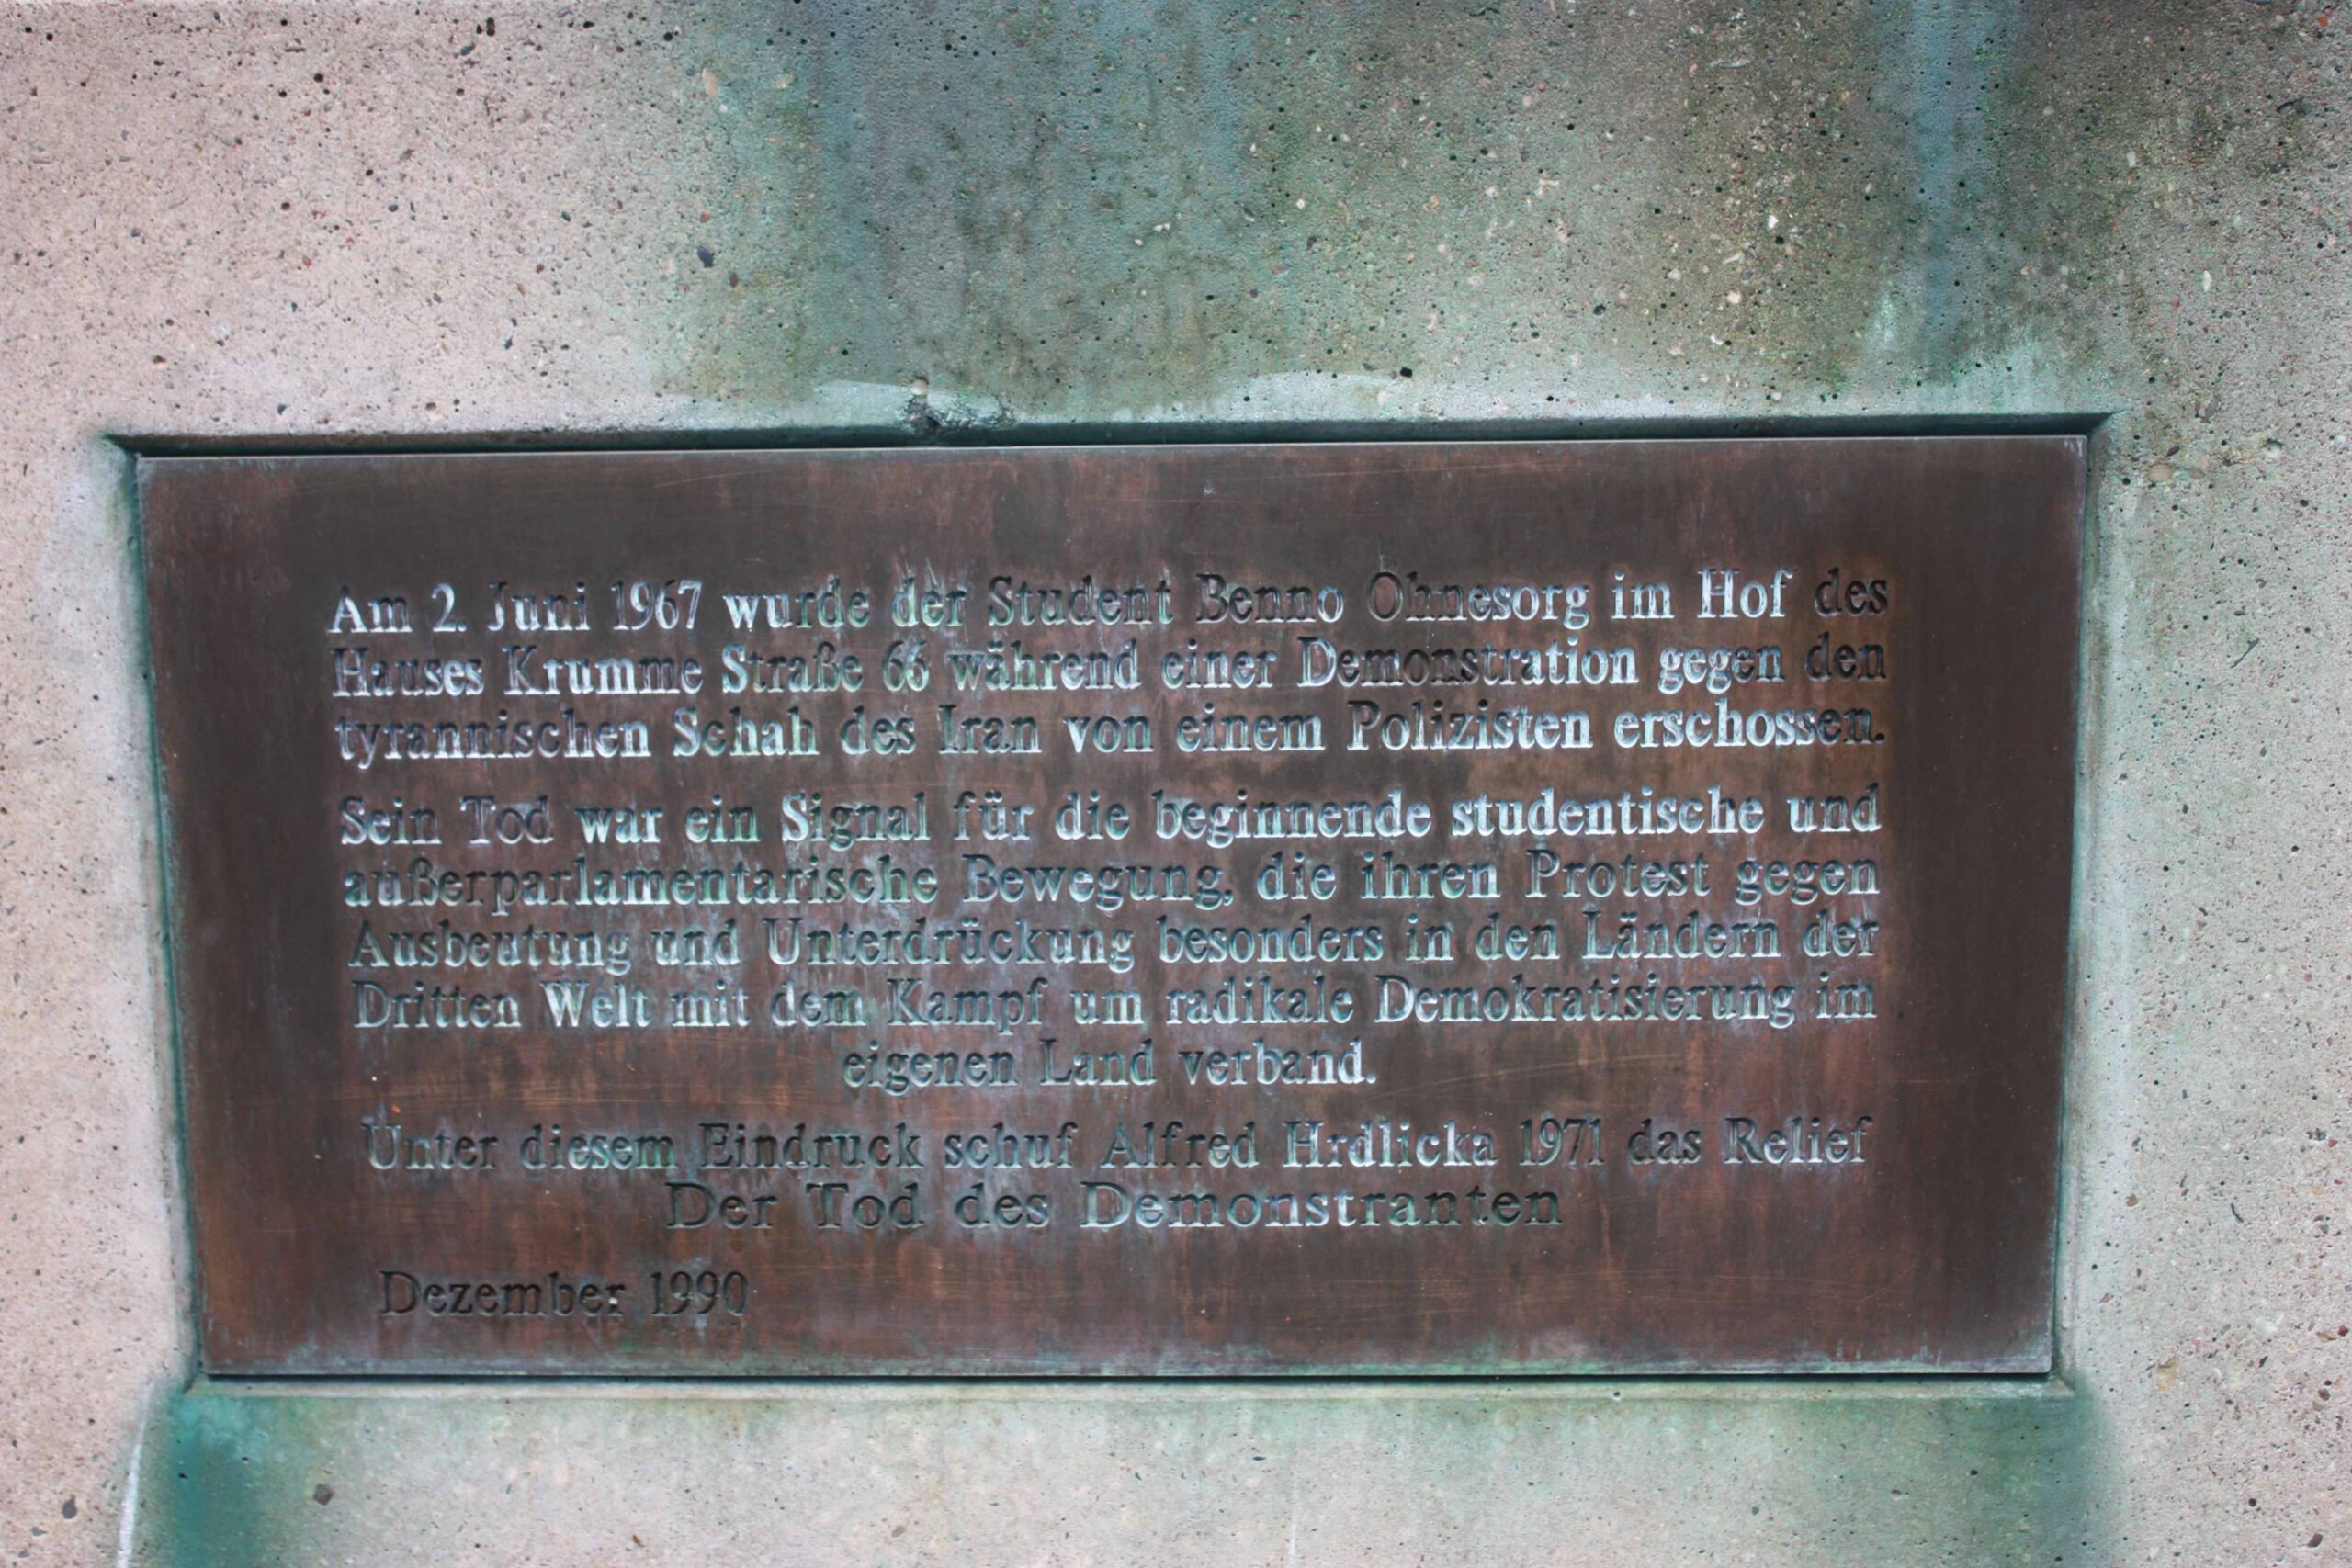 Am 2. Juni 1967 wurde der Student Benno Ohnesorg im Hof des
Hauses Krumme Straße 66 während einer Demonstration gegen den
tyrannischen Schah des Iran von einem Polizisten erschossen.
Sein Tod war ein Signal für die beginnende studentische und
außerparlamentarische Bewegung, die ihren Protest gegen
Ausbeutung und Unterdrückung besonders in den Ländern der
Dritten Welt mit dem Kampf um radikale Demokratisierung im
eigenen Land verband.
Unter diesem Eindruck schuf Alfred Hrdlicka 1971 das Relief
Der Tod des Demonstranten
Dezember 1990